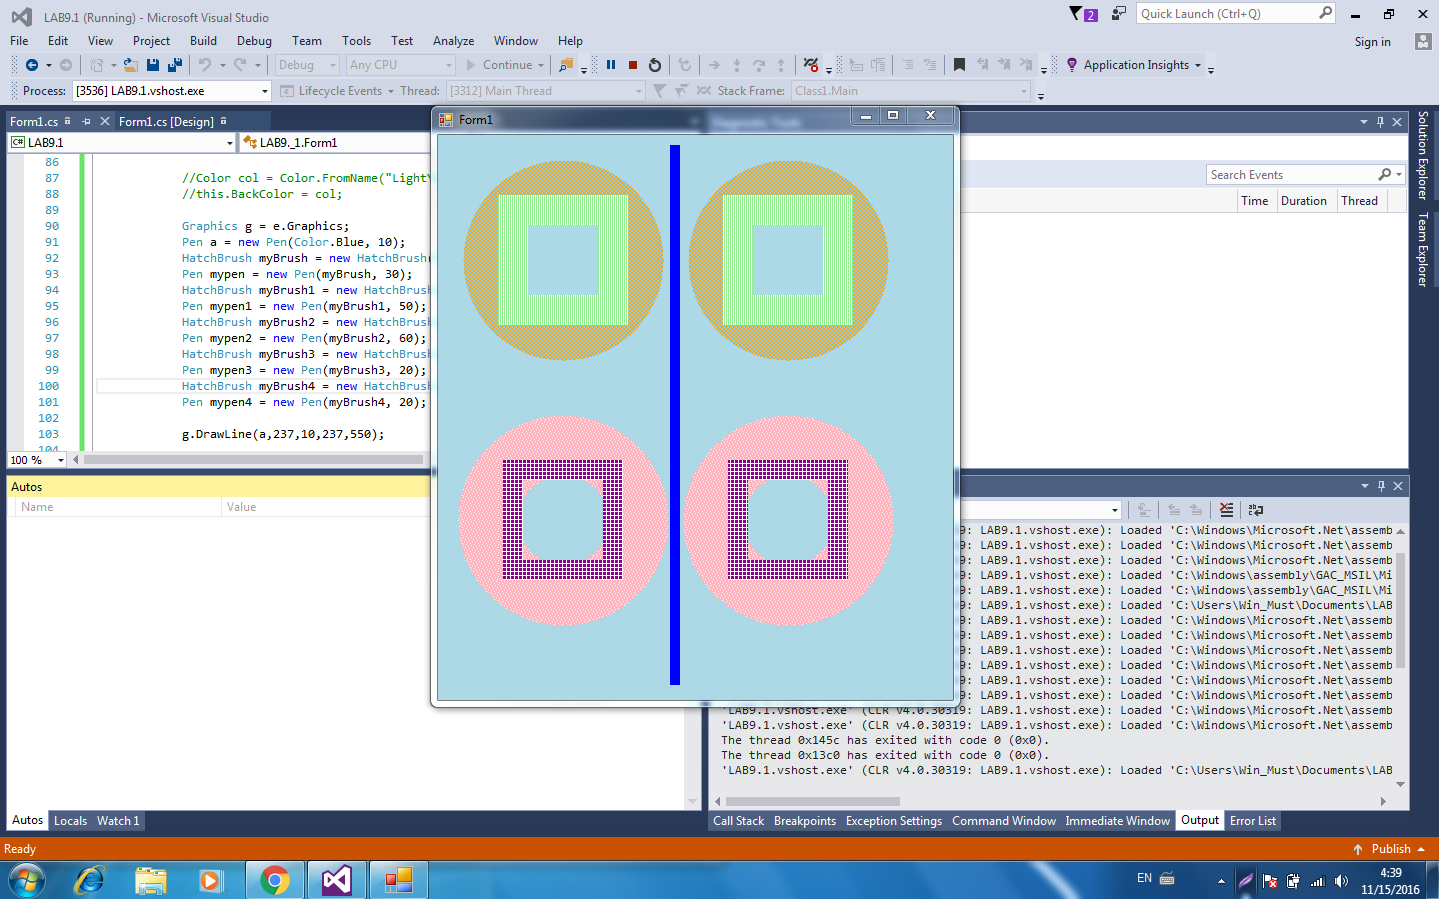 LAB9.1 (Running) - Microsoft Visual Studio
2
Quick Launch (Ctrl+Q)
File Edit View Project Build Debug Team Tools Test Analyze Window Help
Sign in
Debug Any CPU Continue Application Insights
Process: [3536] LAB9.1.vshost.exe Lifecycle Events Thread: [3312] Main Thread Stack Frame: Class1.Main
Form1.cs Form1.cs [Design]
Form1
Diagnostic Tools
LAB9.1 LAB9._1.Form1
Search Events
Time Duration Thread
Solution Explorer
Team Explorer
86
87 //Color col = Color.FromName("Light
88 //this.BackColor = col;
89
90 Graphics g = e.Graphics;
91 Pen a = new Pen(Color.Blue, 10);
92 HatchBrush myBrush = new HatchBrush(
93 Pen mypen = new Pen(myBrush, 30);
94 HatchBrush myBrush1 = new HatchBrush
95 Pen mypen1 = new Pen(myBrush1, 50);
96 HatchBrush myBrush2 = new HatchBrush
97 Pen mypen2 = new Pen(myBrush2, 60);
98 HatchBrush myBrush3 = new HatchBrush
99 Pen mypen3 = new Pen(myBrush3, 20);
100 HatchBrush myBrush4 = new HatchBrush
101 Pen mypen4 = new Pen(myBrush4, 20);
102
103 g.DrawLine(a,237,10,237,550);
104
100 %
Autos
Name Value
9: LAB9.1.vshost.exe): Loaded 'C:\Windows\Microsoft.Net\assemb
9: LAB9.1.vshost.exe): Loaded 'C:\Windows\Microsoft.Net\assemb
9: LAB9.1.vshost.exe): Loaded 'C:\Windows\Microsoft.Net\assemb
9: LAB9.1.vshost.exe): Loaded 'C:\Windows\assembly\GAC_MSIL\Mi
9: LAB9.1.vshost.exe): Loaded 'C:\Windows\assembly\GAC_MSIL\Mi
9: LAB9.1.vshost.exe): Loaded 'C:\Users\Win_Must\Documents\LAB
9: LAB9.1.vshost.exe): Loaded 'C:\Windows\Microsoft.Net\assemb
9: LAB9.1.vshost.exe): Loaded 'C:\Windows\Microsoft.Net\assemb
9: LAB9.1.vshost.exe): Loaded 'C:\Windows\Microsoft.Net\assemb
9: LAB9.1.vshost.exe): Loaded 'C:\Windows\Microsoft.Net\assemb
9: LAB9.1.vshost.exe): Loaded 'C:\Windows\Microsoft.Net\assemb
9: LAB9.1.vshost.exe): Loaded 'C:\Windows\Microsoft.Net\assemb
'LAB9.1.vshost.exe' (CLR v4.0.30319: LAB9.1.vshost.exe): Loaded 'C:\Windows\Microsoft.Net\assemb
'LAB9.1.vshost.exe' (CLR v4.0.30319: LAB9.1.vshost.exe): Loaded 'C:\Windows\Microsoft.Net\assemb
The thread 0x145c has exited with code 0 (0x0).
The thread 0x13c0 has exited with code 0 (0x0).
'LAB9.1.vshost.exe' (CLR v4.0.30319: LAB9.1.vshost.exe): Loaded 'C:\Users\Win_Must\Documents\LAB
Autos Locals Watch 1
Call Stack Breakpoints Exception Settings Command Window Immediate Window Output Error List
Ready
Publish
EN
4:39
11/15/2016